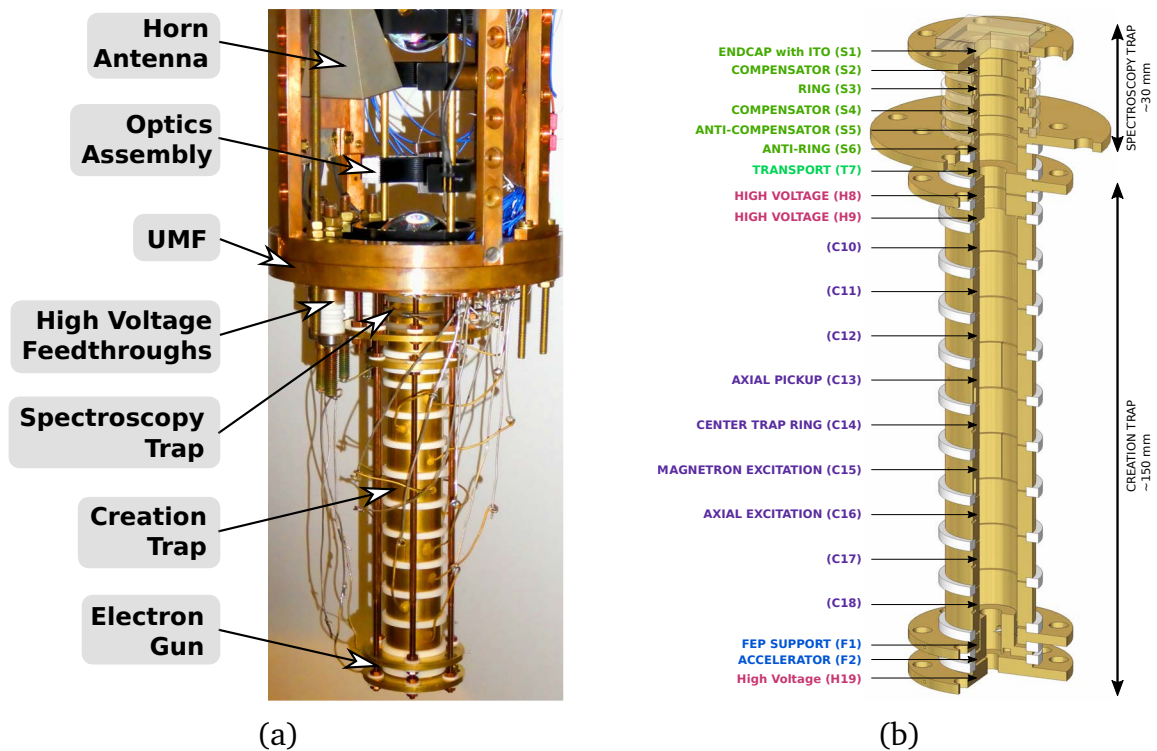 Horn
Antenna
Optics
Assembly
UMF
High Voltage
Feedthroughs
Spectroscopy
Trap
Creation
Trap
Electron
Gun
(a)
ENDCAP with ITO (S1)
COMPENSATOR (S2)
RING (S3)
COMPENSATOR (S4)
ANTI-COMPENSATOR (S5)
ANTI-RING (S6)
TRANSPORT (T7)
HIGH VOLTAGE (H8)
HIGH VOLTAGE (H9)
(C10)
(C11)
(C12)
AXIAL PICKUP (C13)
CENTER TRAP RING (C14)
MAGNETRON EXCITATION (C15)
AXIAL EXCITATION (C16)
(C17)
(C18)
FEP SUPPORT (F1)
ACCELERATOR (F2)
High Voltage (H19)
SPECTROSCOPY TRAP
~30 mm
CREATION TRAP
~150 mm
(b)